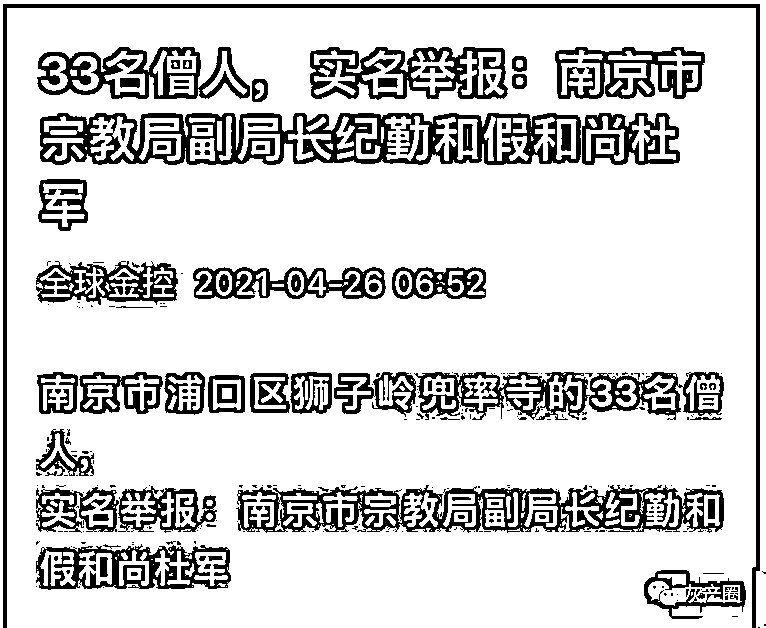 33名僧人， 实名举报：南京市
宗教局副局长纪勤和假和尚杜
军
全球金控 2021-04-26 06:52
南京市浦口区狮子岭兜率寺的33名僧
人，
实名举报：南京市宗教局副局长纪勤和
假和尚杜军
灰产圈